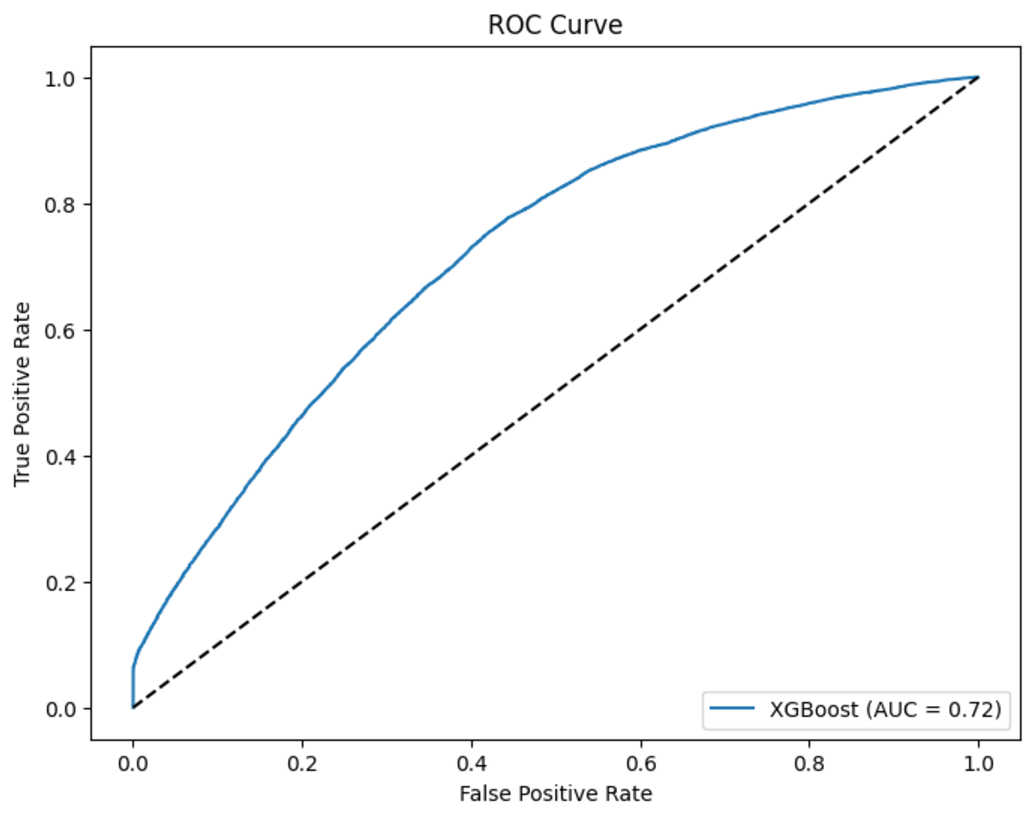 ROC Curve
True Positive Rate
1.0
0.8
0.6
0.4
0.2
0.0
XGBoost (AUC = 0.72)
0.0 0.2 0.4 0.6 0.8 1.0
False Positive Rate